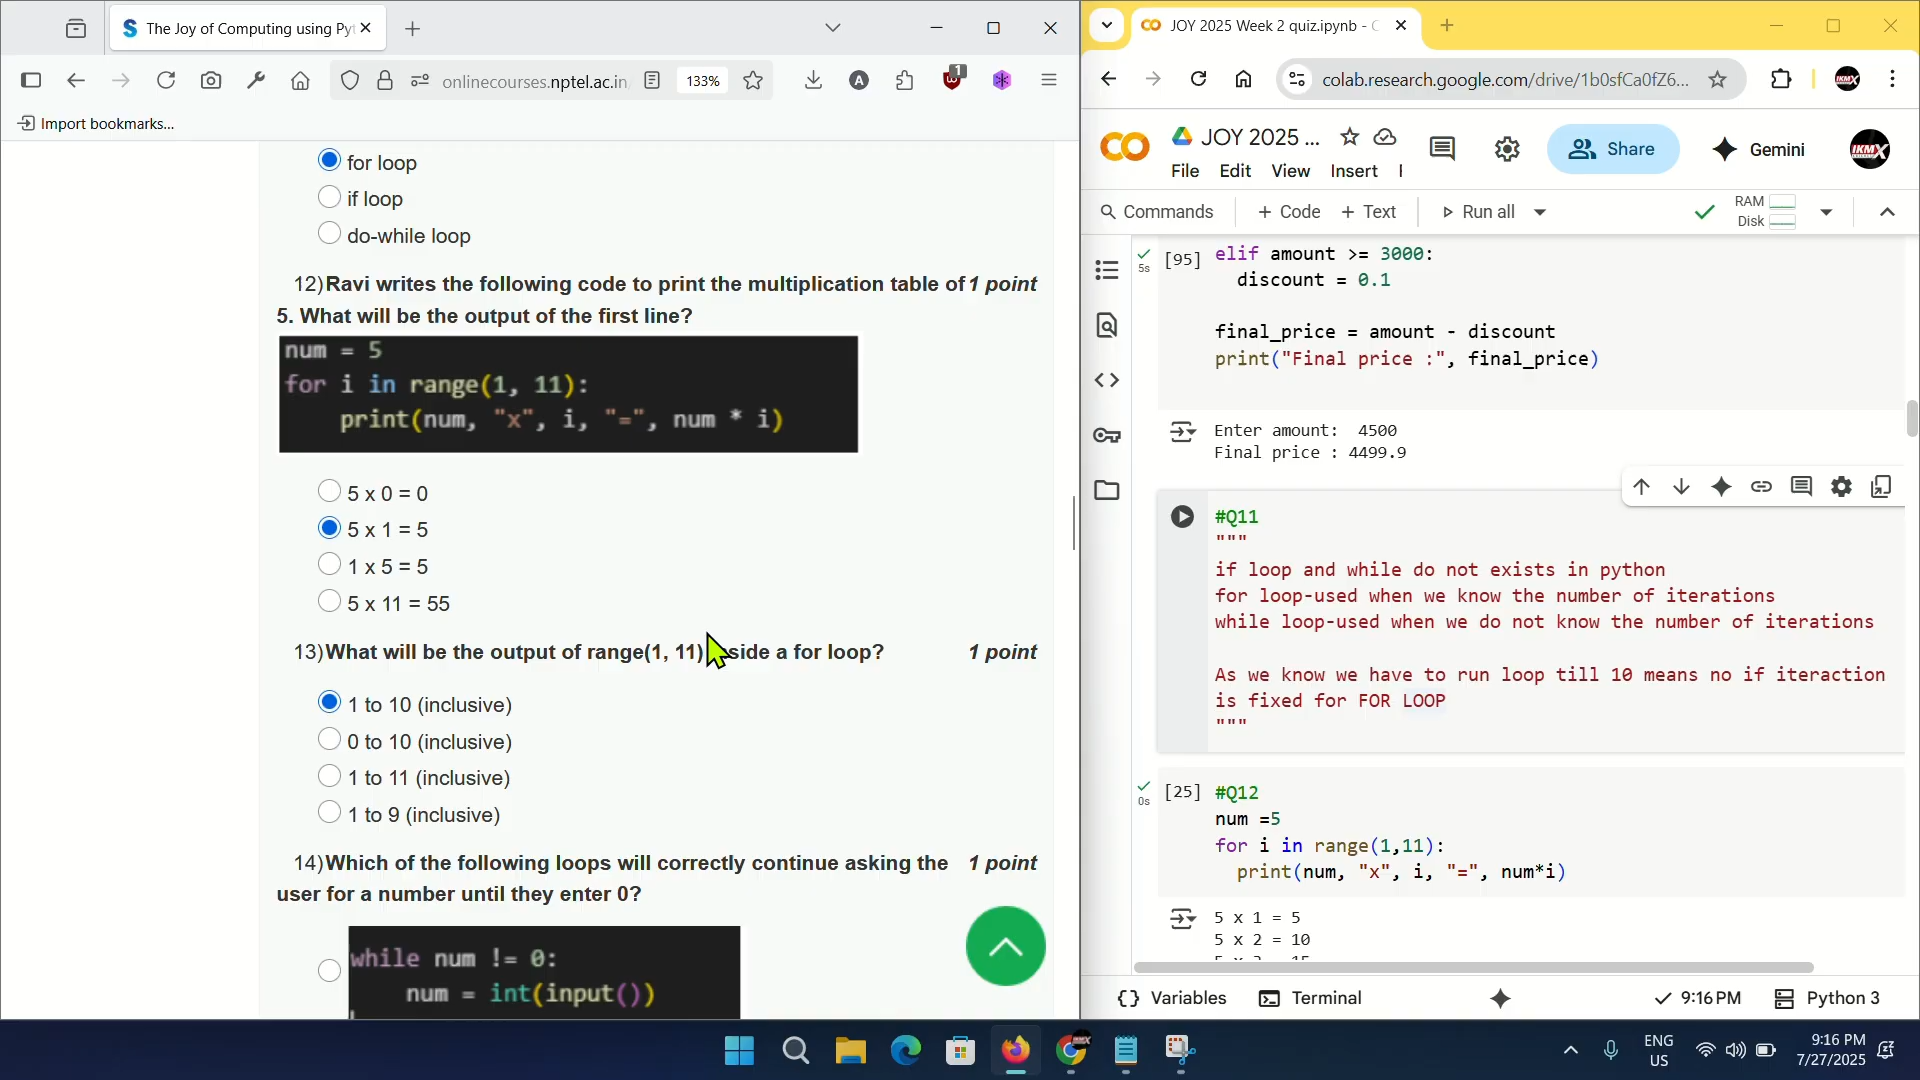 The Joy of Computing using Pyt
onlinecourses.nptel.ac.in
133%
A
1
Import bookmarks...
for loop
if loop
do-while loop
12)Ravi writes the following code to print the multiplication table of 1 point
5. What will be the output of the first line?
num = 5
for i in range(1, 11):
print(num, "x", i, "=", num * i)
5 x 0 = 0
5 x 1 = 5
1 x 5 = 5
5 x 11 = 55
13)What will be the output of range(1, 11) side a for loop? 1 point
1 to 10 (inclusive)
0 to 10 (inclusive)
1 to 11 (inclusive)
1 to 9 (inclusive)
14)Which of the following loops will correctly continue asking the 1 point
user for a number until they enter 0?
while num != 0:
num = int(input())
JOY 2025 Week 2 quiz.ipynb - C
colab.research.google.com/drive/1b0sfCa0fZ6...
IKMX
JOY 2025 ...
File Edit View Insert
Share
Gemini
IKMX
Commands + Code + Text Run all
RAM
Disk
5s
[95] elif amount >= 3000:
discount = 0.1
final_price = amount - discount
print("Final price :", final_price)
Enter amount: 4500
Final price : 4499.9
#Q11
"""
if loop and while do not exists in python
for loop-used when we know the number of iterations
while loop-used when we do not know the number of iterations
As we know we have to run loop till 10 means no if iteraction
is fixed for FOR LOOP
"""
0s
[25] #Q12
num =5
for i in range(1,11):
print(num, "x", i, "=", num*i)
5 x 1 = 5
5 x 2 = 10
Variables
Terminal
9:16 PM
Python 3
ENG
US
9:16 PM
7/27/2025